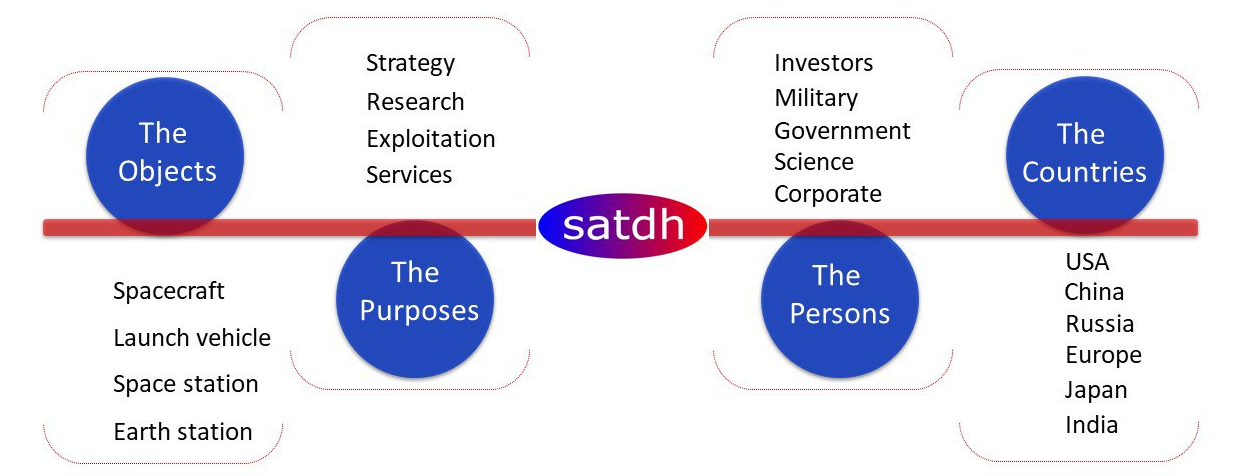 The
Objects
Spacecraft
Launch vehicle
Space station
Earth station
Strategy
Research
Exploitation
Services
The
Purposes
satdh
Investors
Military
Government
Science
Corporate
The
Persons
The
Countries
USA
China
Russia
Europe
Japan
India